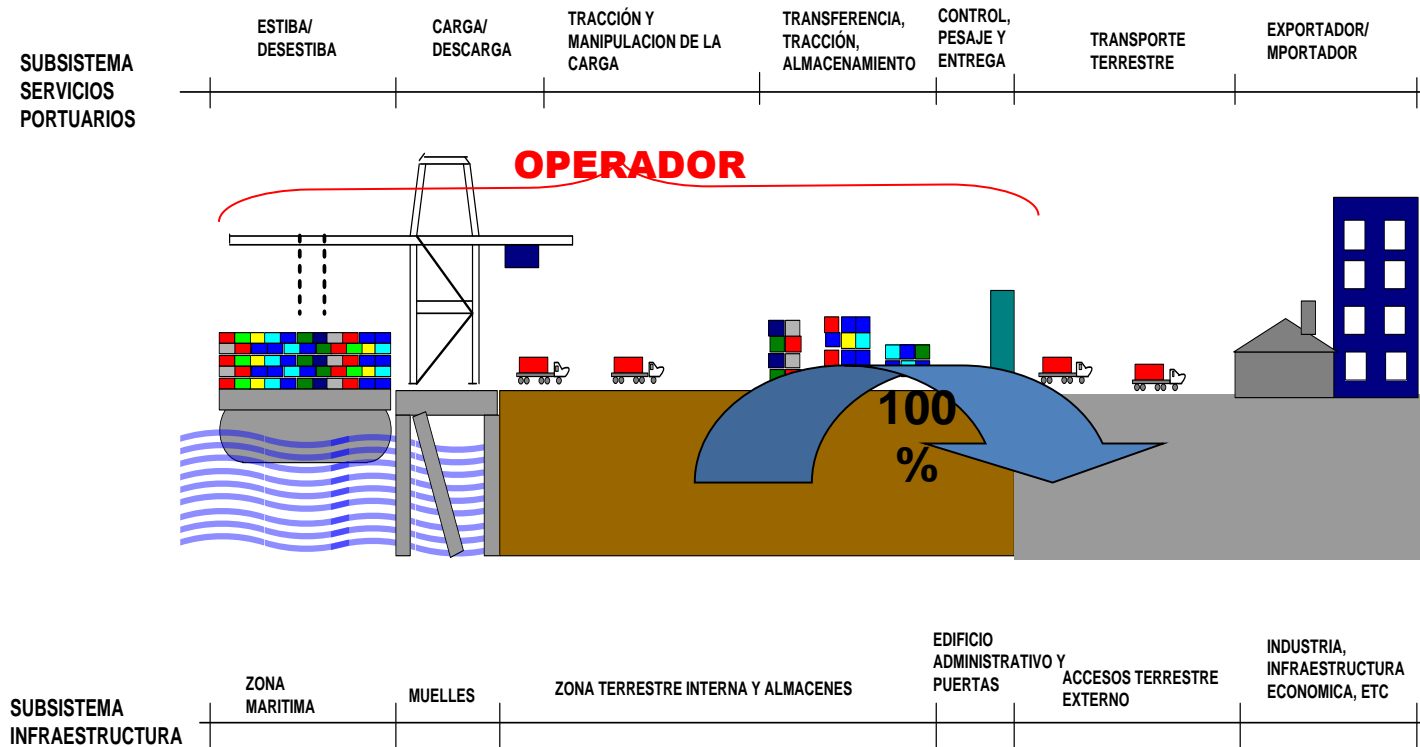 SUBSISTEMA
SERVICIOS
PORTUARIOS
ESTIBA/
DESESTIBA
CARGA/
DESCARGA
TRACCIÓN Y
MANIPULACION DE LA
CARGA
TRANSFERENCIA,
TRACCIÓN,
ALMACENAMIENTO
CONTROL,
PESAJE Y
ENTREGA
TRANSPORTE
TERRESTRE
EXPORTADOR/
MPORTADOR
OPERADOR
100
%
SUBSISTEMA
INFRAESTRUCTURA
ZONA
MARITIMA
MUELLES
ZONA TERRESTRE INTERNA Y ALMACENES
EDIFICIO
ADMINISTRATIVO Y
PUERTAS
ACCESOS TERRESTRE
EXTERNO
INDUSTRIA,
INFRAESTRUCTURA
ECONOMICA, ETC